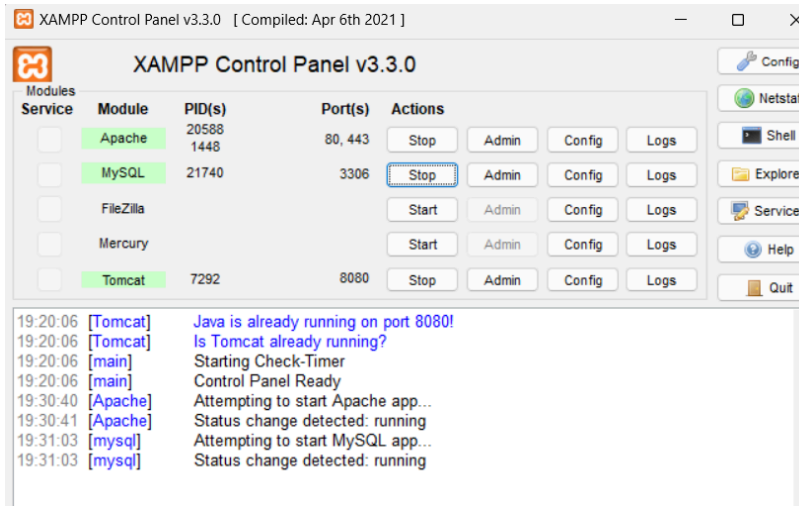 XAMPP Control Panel v3.3.0 [ Compiled: Apr 6th 2021 ]
XAMPP Control Panel v3.3.0
Config
Modules
Service Module PID(s) Port(s) Actions
Netstat
Apache 20588 1448 80, 443 Stop Admin Config Logs
Shell
MySQL 21740 3306 Stop Admin Config Logs
Explore
FileZilla Start Admin Config Logs
Service
Mercury Start Admin Config Logs
Help
Tomcat 7292 8080 Stop Admin Config Logs
Quit
19:20:06 [Tomcat] Java is already running on port 8080!
19:20:06 [Tomcat] Is Tomcat already running?
19:20:06 [main] Starting Check-Timer
19:20:06 [main] Control Panel Ready
19:30:40 [Apache] Attempting to start Apache app...
19:30:41 [Apache] Status change detected: running
19:31:03 [mysql] Attempting to start MySQL app...
19:31:03 [mysql] Status change detected: running